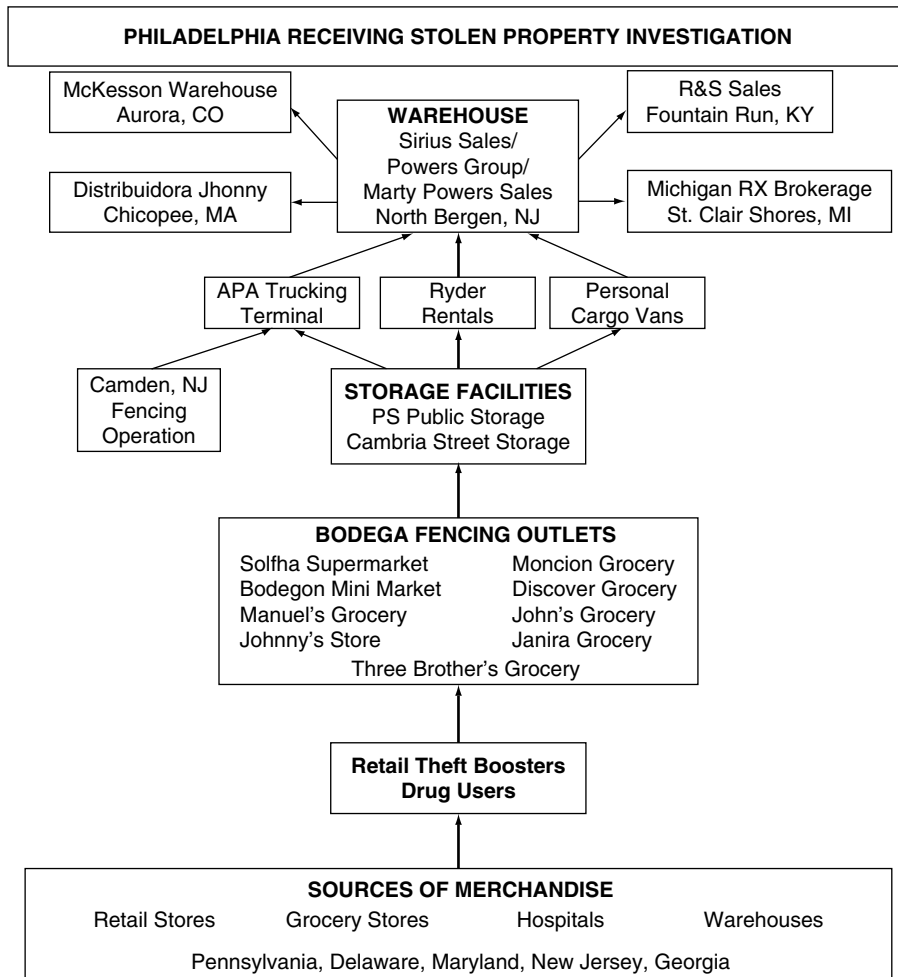 PHILADELPHIA RECEIVING STOLEN PROPERTY INVESTIGATION
McKesson Warehouse
Aurora, CO
WAREHOUSE
Sirius Sales/
Powers Group/
Marty Powers Sales
North Bergen, NJ
R&S Sales
Fountain Run, KY
Distribuidora Jhonny
Chicopee, MA
Michigan RX Brokerage
St. Clair Shores, MI
APA Trucking
Terminal
Ryder
Rentals
Personal
Cargo Vans
Camden, NJ
Fencing
Operation
STORAGE FACILITIES
PS Public Storage
Cambria Street Storage
BODEGA FENCING OUTLETS
Solfha Supermarket
Bodegon Mini Market
Manuel's Grocery
Johnny's Store
Moncion Grocery
Discover Grocery
John's Grocery
Janira Grocery
Three Brother's Grocery
Retail Theft Boosters
Drug Users
SOURCES OF MERCHANDISE
Retail Stores Grocery Stores Hospitals Warehouses
Pennsylvania, Delaware, Maryland, New Jersey, Georgia